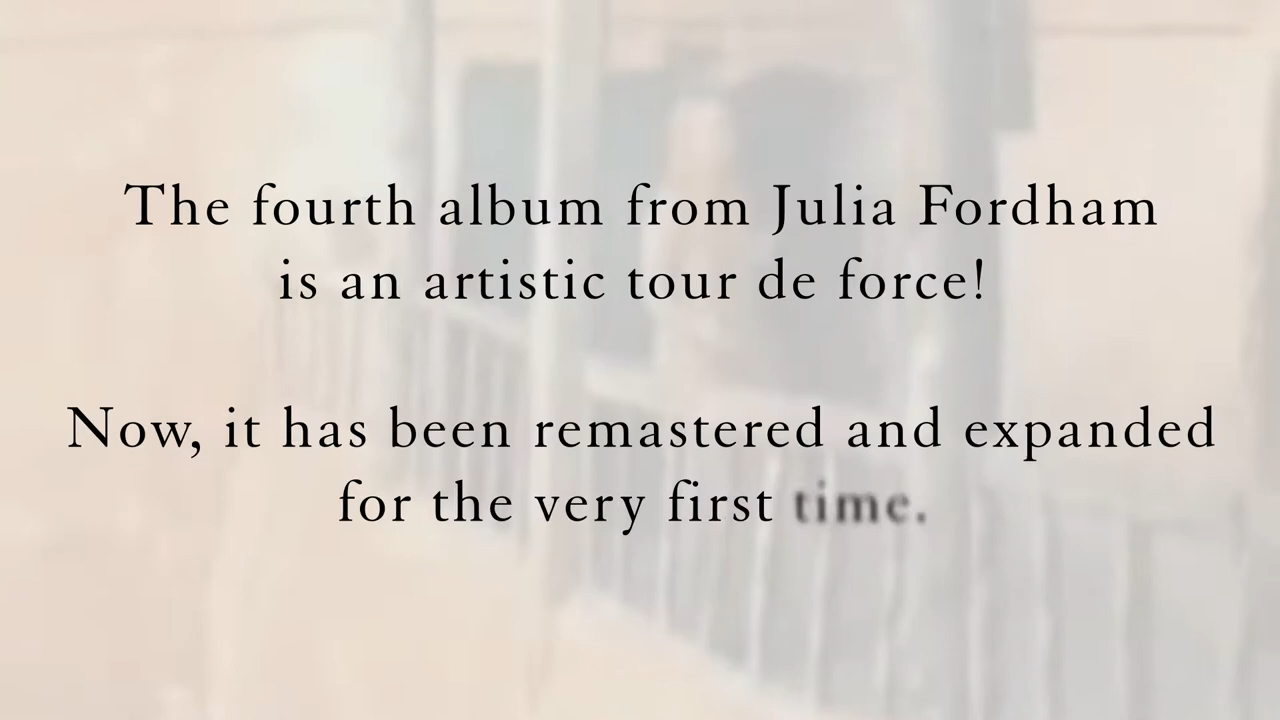 The fourth album from Julia Fordham
is an artistic tour de force!
Now, it has been remastered and expanded
for the very first time.